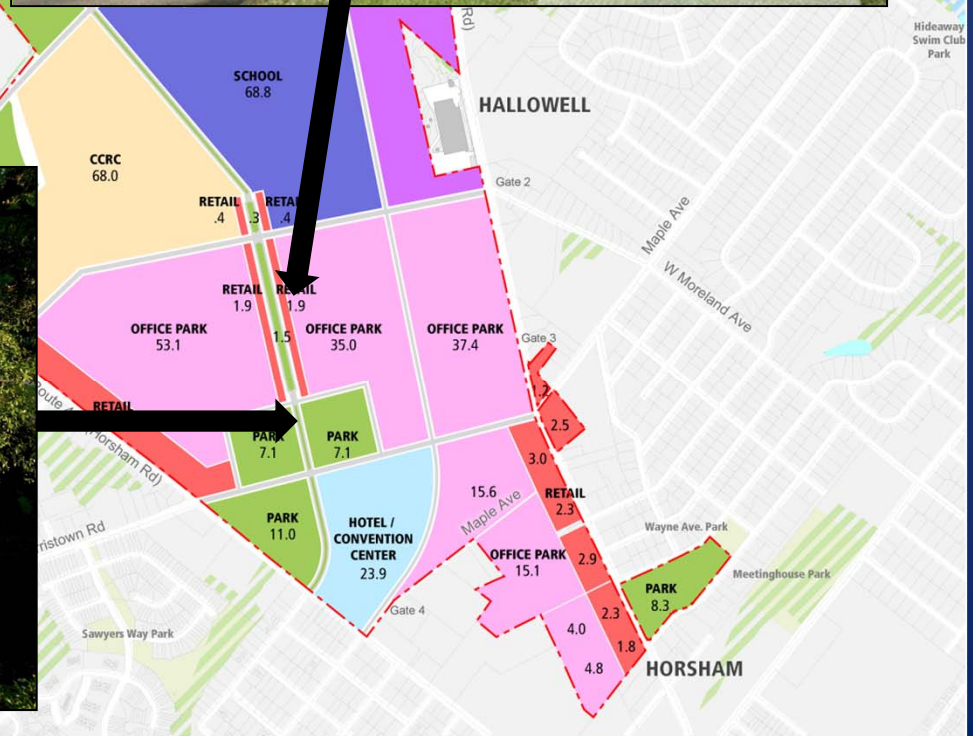 Rd)
Hideaway
Swim Club
Park
SCHOOL
68.8
HALLOWELL
CCRC
68.0
Gate 2
RETAIL
.4
.3
RETAIL
.4
Maple Ave
W Moreland Ave
RETAIL
1.9
RETAIL
1.9
OFFICE PARK
53.1
1.5
OFFICE PARK
35.0
OFFICE PARK
37.4
Gate 3
1.2
Route
(Horsham Rd)
RETAIL
2.5
PARK
7.1
PARK
7.1
3.0
15.6
RETAIL
2.3
Maple Ave
PARK
11.0
HOTEL /
CONVENTION
CENTER
23.9
Wayne Ave. Park
ristown Rd
OFFICE PARK
15.1
2.9
Meetinghouse Park
PARK
8.3
Gate 4
2.3
4.0
Sawyers Way Park
1.8
4.8
HORSHAM